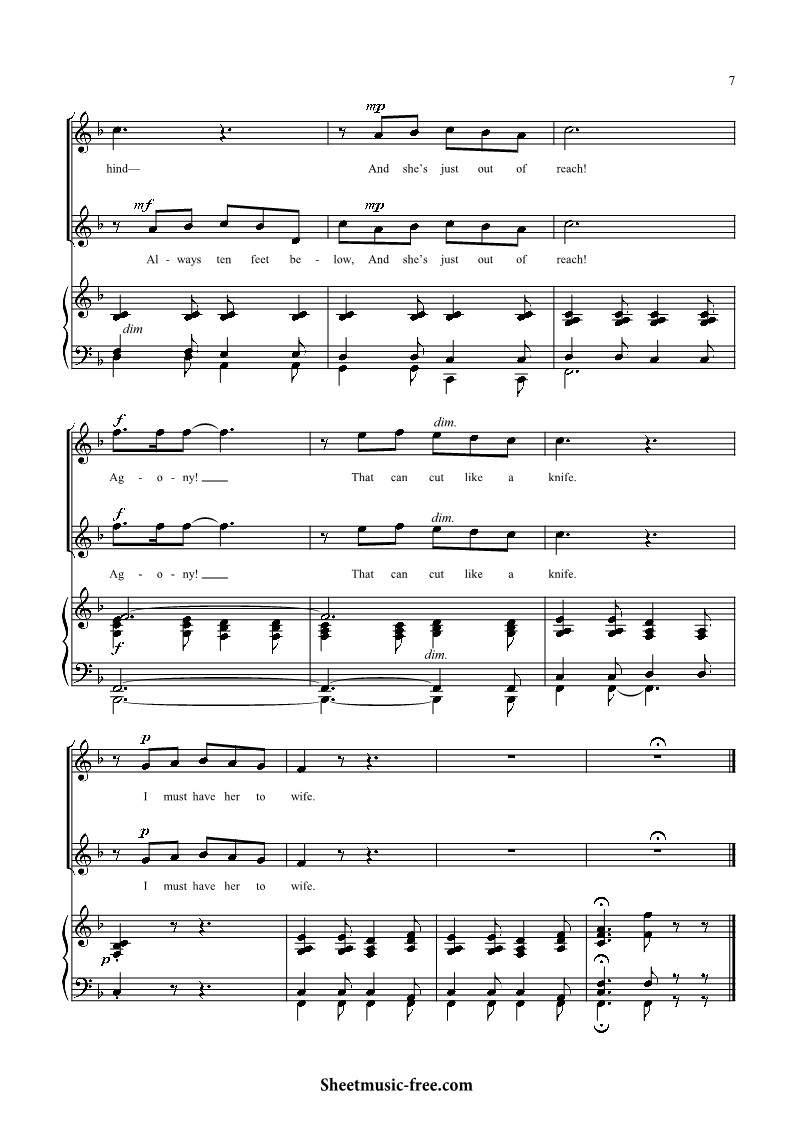 7
mp
hind—
And she's just out of reach!
mf
mp
Al - ways ten feet be - low, And she's just out of reach!
dim
f
dim.
Ag - o - ny! That can cut like a knife.
f
dim.
Ag - o - ny! That can cut like a knife.
f
dim.
p
I must have her to wife.
p
I must have her to wife.
p
Sheetmusic-free.com